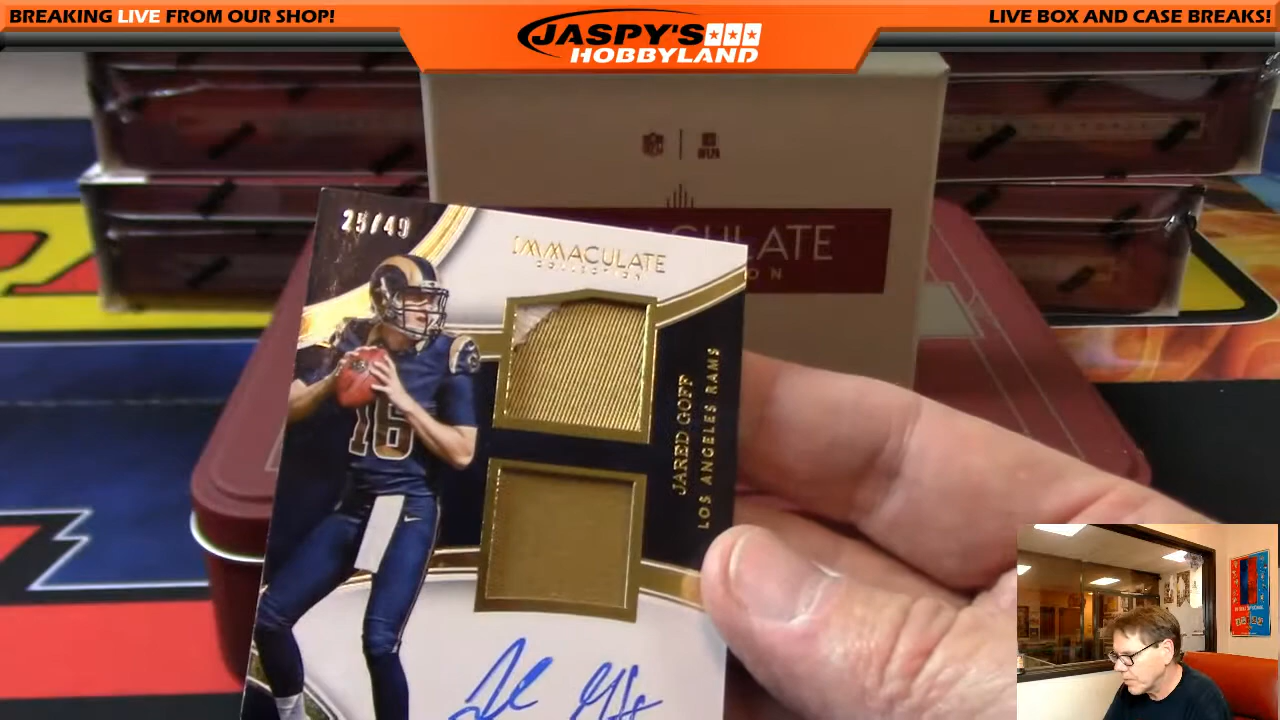 BREAKING LIVE FROM OUR SHOP!
JASPY'S
HOBBYLAND
LIVE BOX AND CASE BREAKS!
NFL
25/49
IMMACULATE
COLLECTION
16
JARED GOFF
LOS ANGELES RAMS